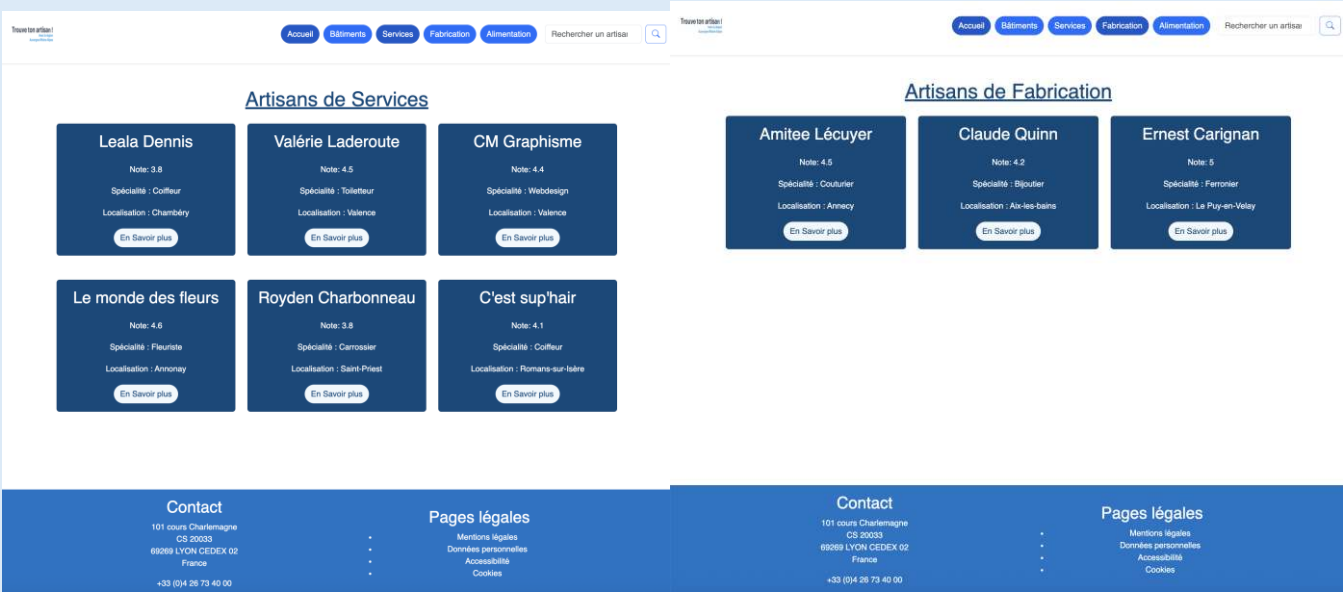 Trouve ton artisan !
Accueil Bâtiments Services Fabrication Alimentation Rechercher un artisa
Artisans de Services
Leala Dennis
Note: 3.8
Spécialité : Coiffeur
Localisation : Chambéry
En Savoir plus
Valérie Laderoute
Note: 4.5
Spécialité : Toiletteur
Localisation : Valence
En Savoir plus
CM Graphisme
Note: 4.4
Spécialité : Webdesign
Localisation : Valence
En Savoir plus
Le monde des fleurs
Note: 4.6
Spécialité : Fleuriste
Localisation : Annonay
En Savoir plus
Royden Charbonneau
Note: 3.8
Spécialité : Carrossier
Localisation : Saint-Priest
En Savoir plus
C'est sup'hair
Note: 4.1
Spécialité : Coiffeur
Localisation : Romans-sur-Isère
En Savoir plus
Contact
101 cours Charlemagne
CS 20033
69269 LYON CEDEX 02
France
+33 (0)4 26 73 40 00
Pages légales
Mentions légales
Données personnelles
Accessibilité
Cookies
Trouve ton artisan !
Accueil Bâtiments Services Fabrication Alimentation Rechercher un artisa
Artisans de Fabrication
Amitee Lécuyer
Note: 4.5
Spécialité : Couturier
Localisation : Annecy
En Savoir plus
Claude Quinn
Note: 4.2
Spécialité : Bijoutier
Localisation : Aix-les-bains
En Savoir plus
Ernest Carignan
Note: 5
Spécialité : Ferronier
Localisation : Le Puy-en-Velay
En Savoir plus
Contact
101 cours Charlemagne
CS 20033
69269 LYON CEDEX 02
France
+33 (0)4 26 73 40 00
Pages légales
Mentions légales
Données personnelles
Accessibilité
Cookies